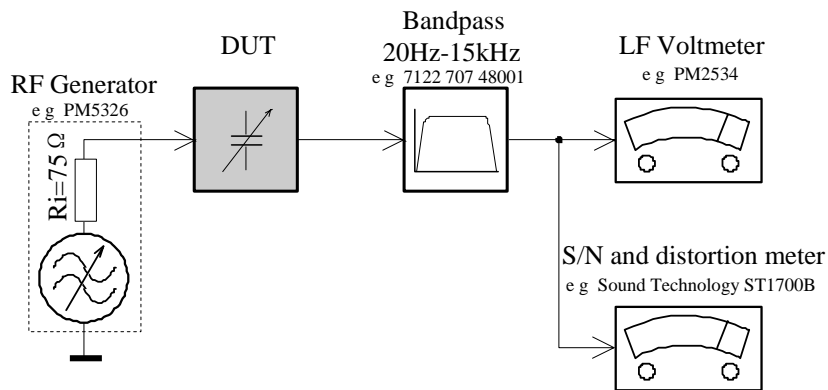 RF Generator
e g PM5326
Ri=75 Ω
DUT
Bandpass
20Hz-15kHz
e g 7122 707 48001
LF Voltmeter
e g PM2534
S/N and distortion meter
e g Sound Technology ST1700B